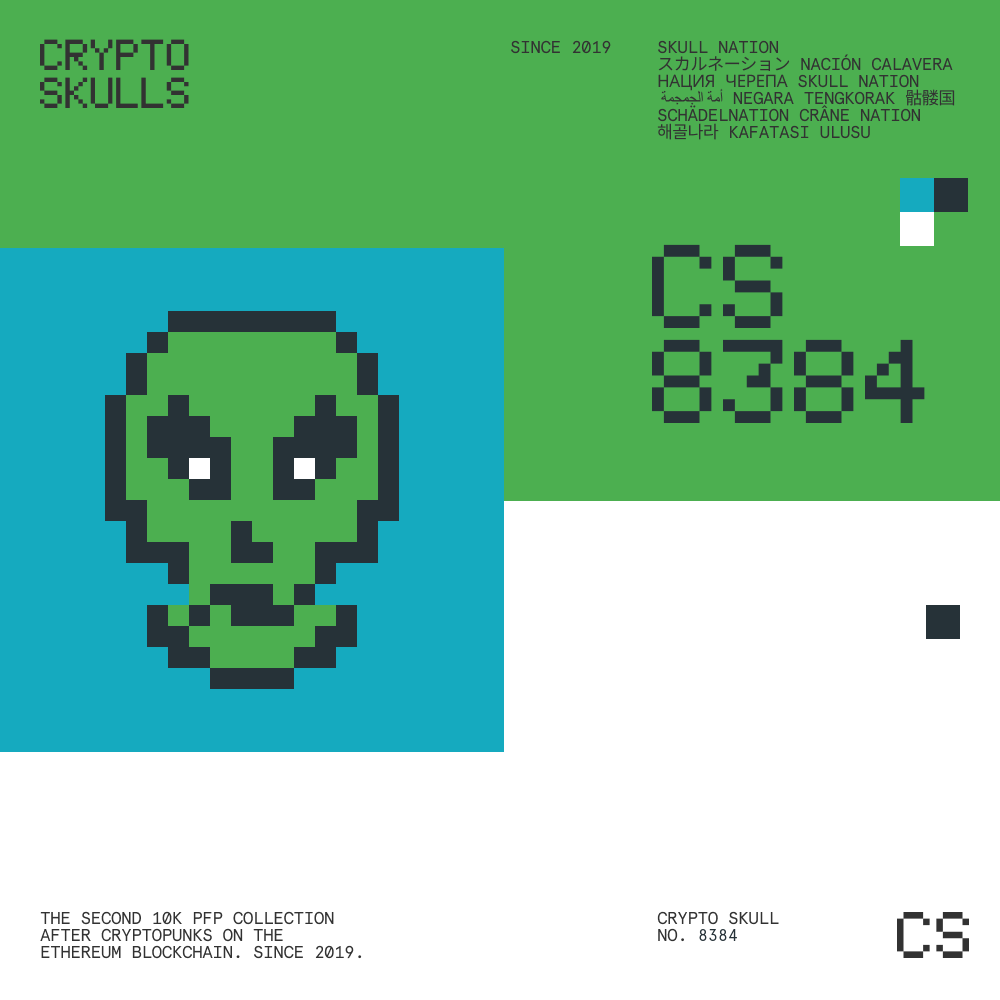 CRYPTO
SKULLS
SINCE 2019
SKULL NATION
スカルネーション NACIÓN CALAVERA
НАЦИЯ ЧЕРЕПА SKULL NATION
أمة الجمجمة NEGARA TENGKORAK 骷髅国
SCHÄDELNATION CRÂNE NATION
해골나라 KAFATASI ULUSU
CS
8384
THE SECOND 10K PFP COLLECTION
AFTER CRYPTOPUNKS ON THE
ETHEREUM BLOCKCHAIN. SINCE 2019.
CRYPTO SKULL
NO. 8384
CS